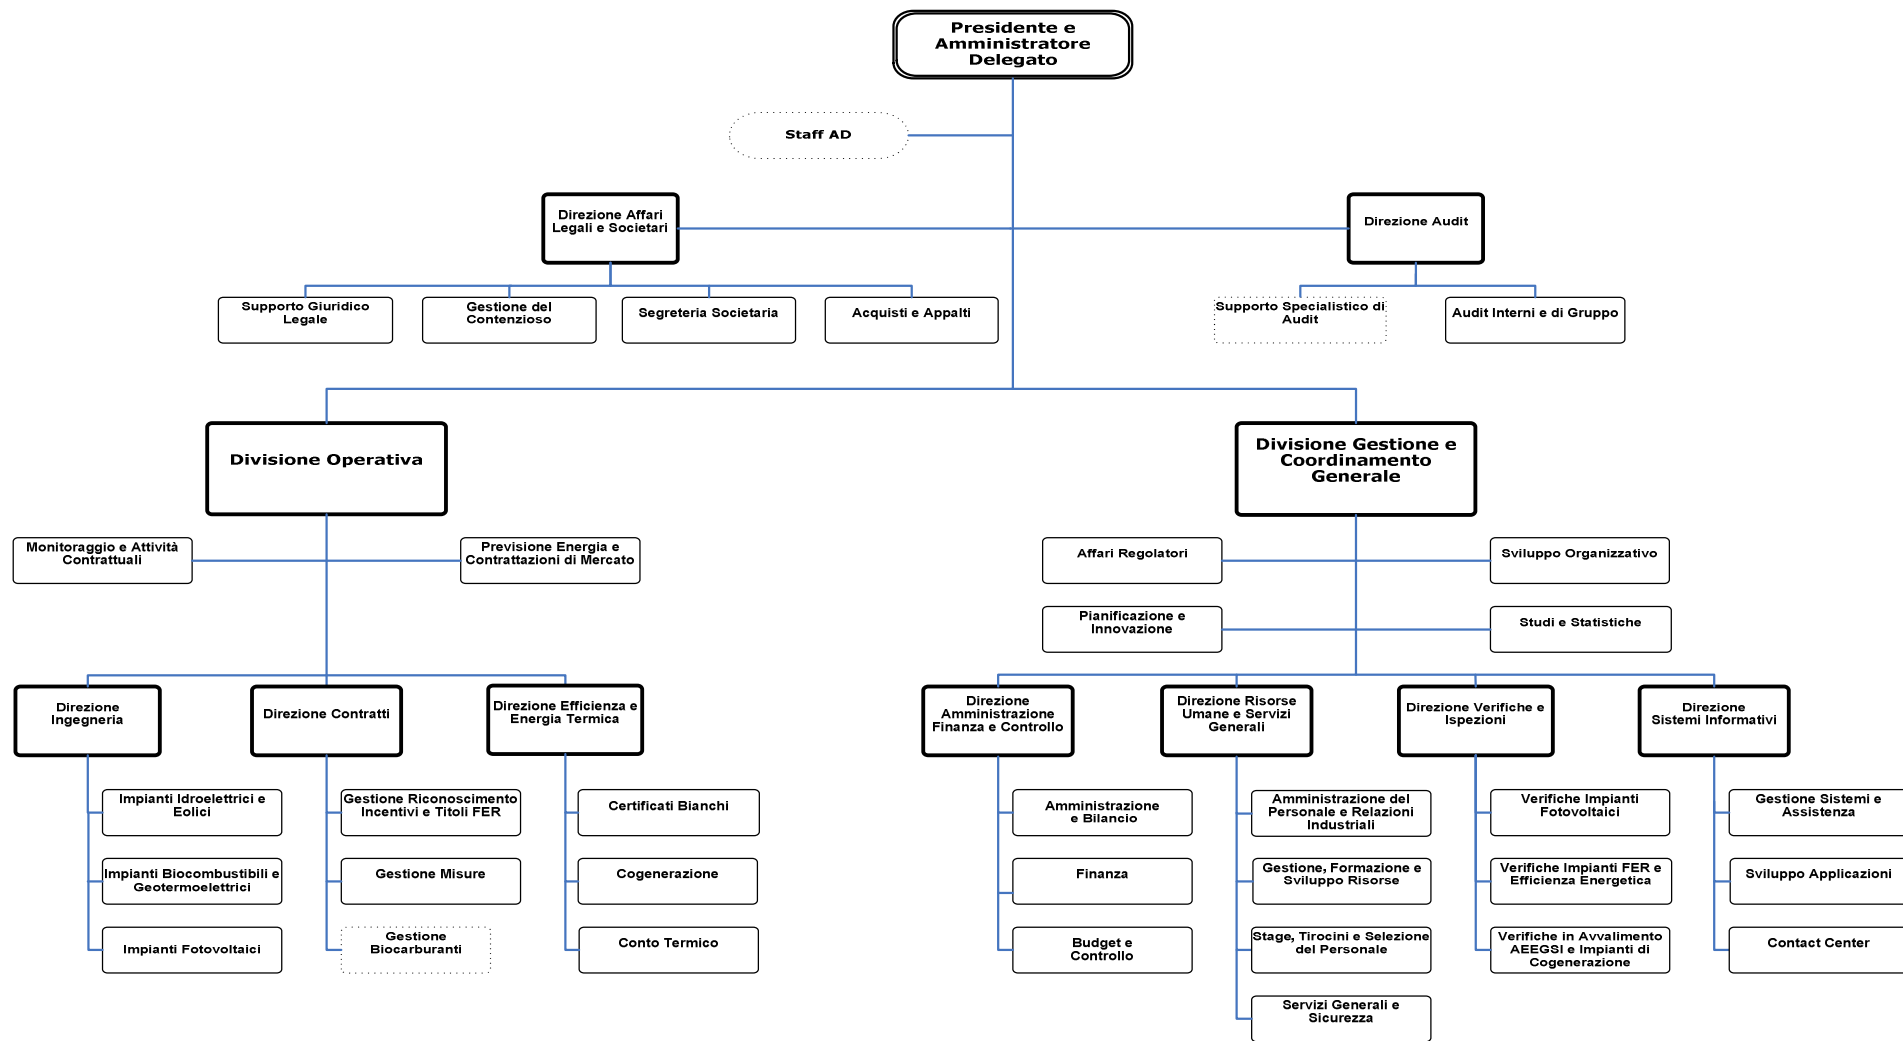 Presidente e
Amministratore
Delegato
Staff AD
Direzione Affari
Legali e Societari
Direzione Audit
Supporto Giuridico
Legale
Gestione del
Contenzioso
Segreteria Societaria
Acquisti e Appalti
Supporto Specialistico di
Audit
Audit Interni e di Gruppo
Divisione Operativa
Divisione Gestione e
Coordinamento
Generale
Monitoraggio e Attività
Contrattuali
Previsione Energia e
Contrattazioni di Mercato
Affari Regolatori
Sviluppo Organizzativo
Pianificazione e
Innovazione
Studi e Statistiche
Direzione
Ingegneria
Direzione Contratti
Direzione Efficienza e
Energia Termica
Direzione
Amministrazione
Finanza e Controllo
Direzione Risorse
Umane e Servizi
Generali
Direzione Verifiche e
Ispezioni
Direzione
Sistemi Informativi
Impianti Idroelettrici e
Eolici
Gestione Riconoscimento
Incentivi e Titoli FER
Certificati Bianchi
Amministrazione
e Bilancio
Amministrazione del
Personale e Relazioni
Industriali
Verifiche Impianti
Fotovoltaici
Gestione Sistemi e
Assistenza
Impianti Biocombustibili e
Geotermoelettrici
Gestione Misure
Cogenerazione
Finanza
Gestione, Formazione e
Sviluppo Risorse
Verifiche Impianti FER e
Efficienza Energetica
Sviluppo Applicazioni
Impianti Fotovoltaici
Gestione
Biocarburanti
Conto Termico
Budget e
Controllo
Stage, Tirocini e Selezione
del Personale
Verifiche in Avvalimento
AEEGSI e Impianti di
Cogenerazione
Contact Center
Servizi Generali e
Sicurezza